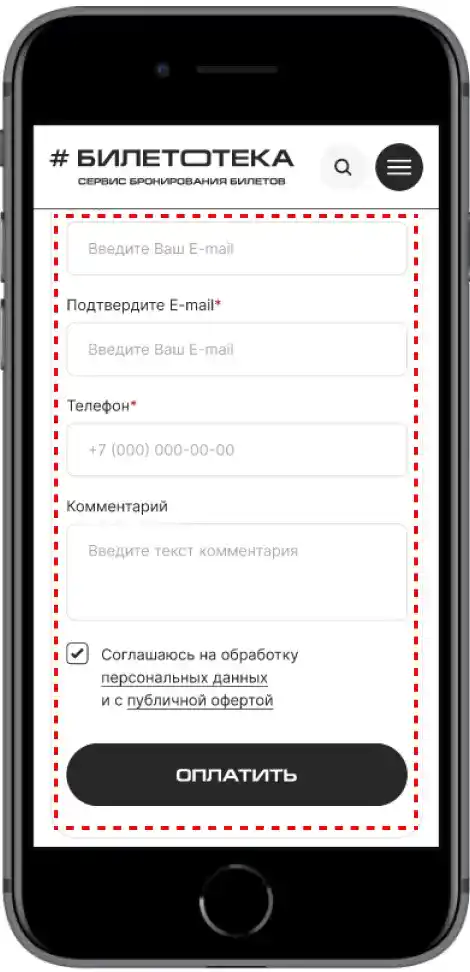 # БИЛЕТОТЕКА
СЕРВИС БРОНИРОВАНИЯ БИЛЕТОВ
Введите Ваш E-mail
Подтвердите E-mail*
Введите Ваш E-mail
Телефон*
+7 (000) 000-00-00
Комментарий
Введите текст комментария
Соглашаюсь на обработку
персональных данных
и с публичной офертой
ОПЛАТИТЬ